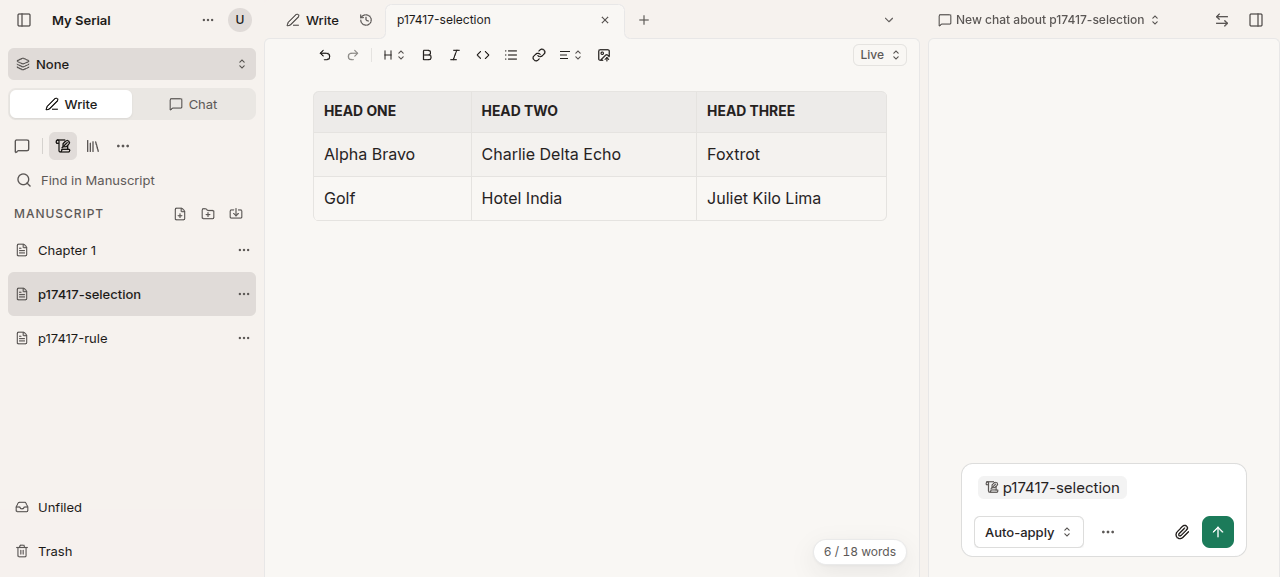 My Serial
U
Write
p17417-selection
New chat about p17417-selection
None
H
Live
Write
Chat
HEAD ONE HEAD TWO HEAD THREE
Alpha Bravo Charlie Delta Echo Foxtrot
Golf Hotel India Juliet Kilo Lima
Find in Manuscript
MANUSCRIPT
Chapter 1
p17417-selection
p17417-rule
Unfiled
Trash
6 / 18 words
p17417-selection
Auto-apply